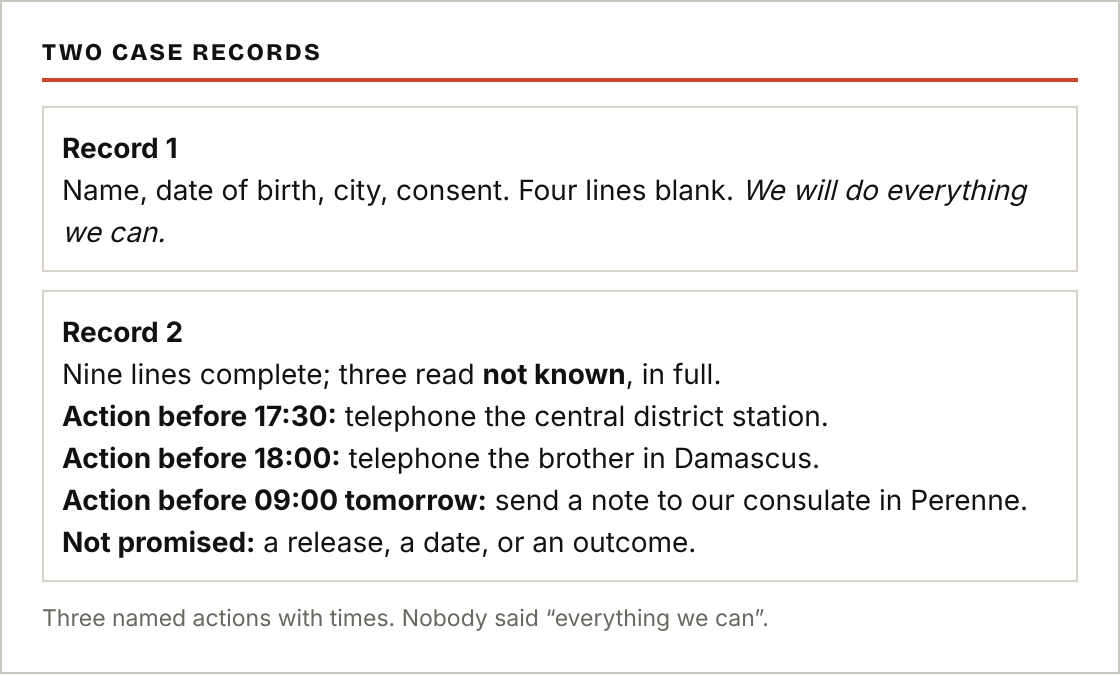 TWO CASE RECORDS
Record 1
Name, date of birth, city, consent. Four lines blank. We will do everything
we can.
Record 2
Nine lines complete; three read not known, in full.
Action before 17:30: telephone the central district station.
Action before 18:00: telephone the brother in Damascus.
Action before 09:00 tomorrow: send a note to our consulate in Perenne.
Not promised: a release, a date, or an outcome.
Three named actions with times. Nobody said “everything we can”.